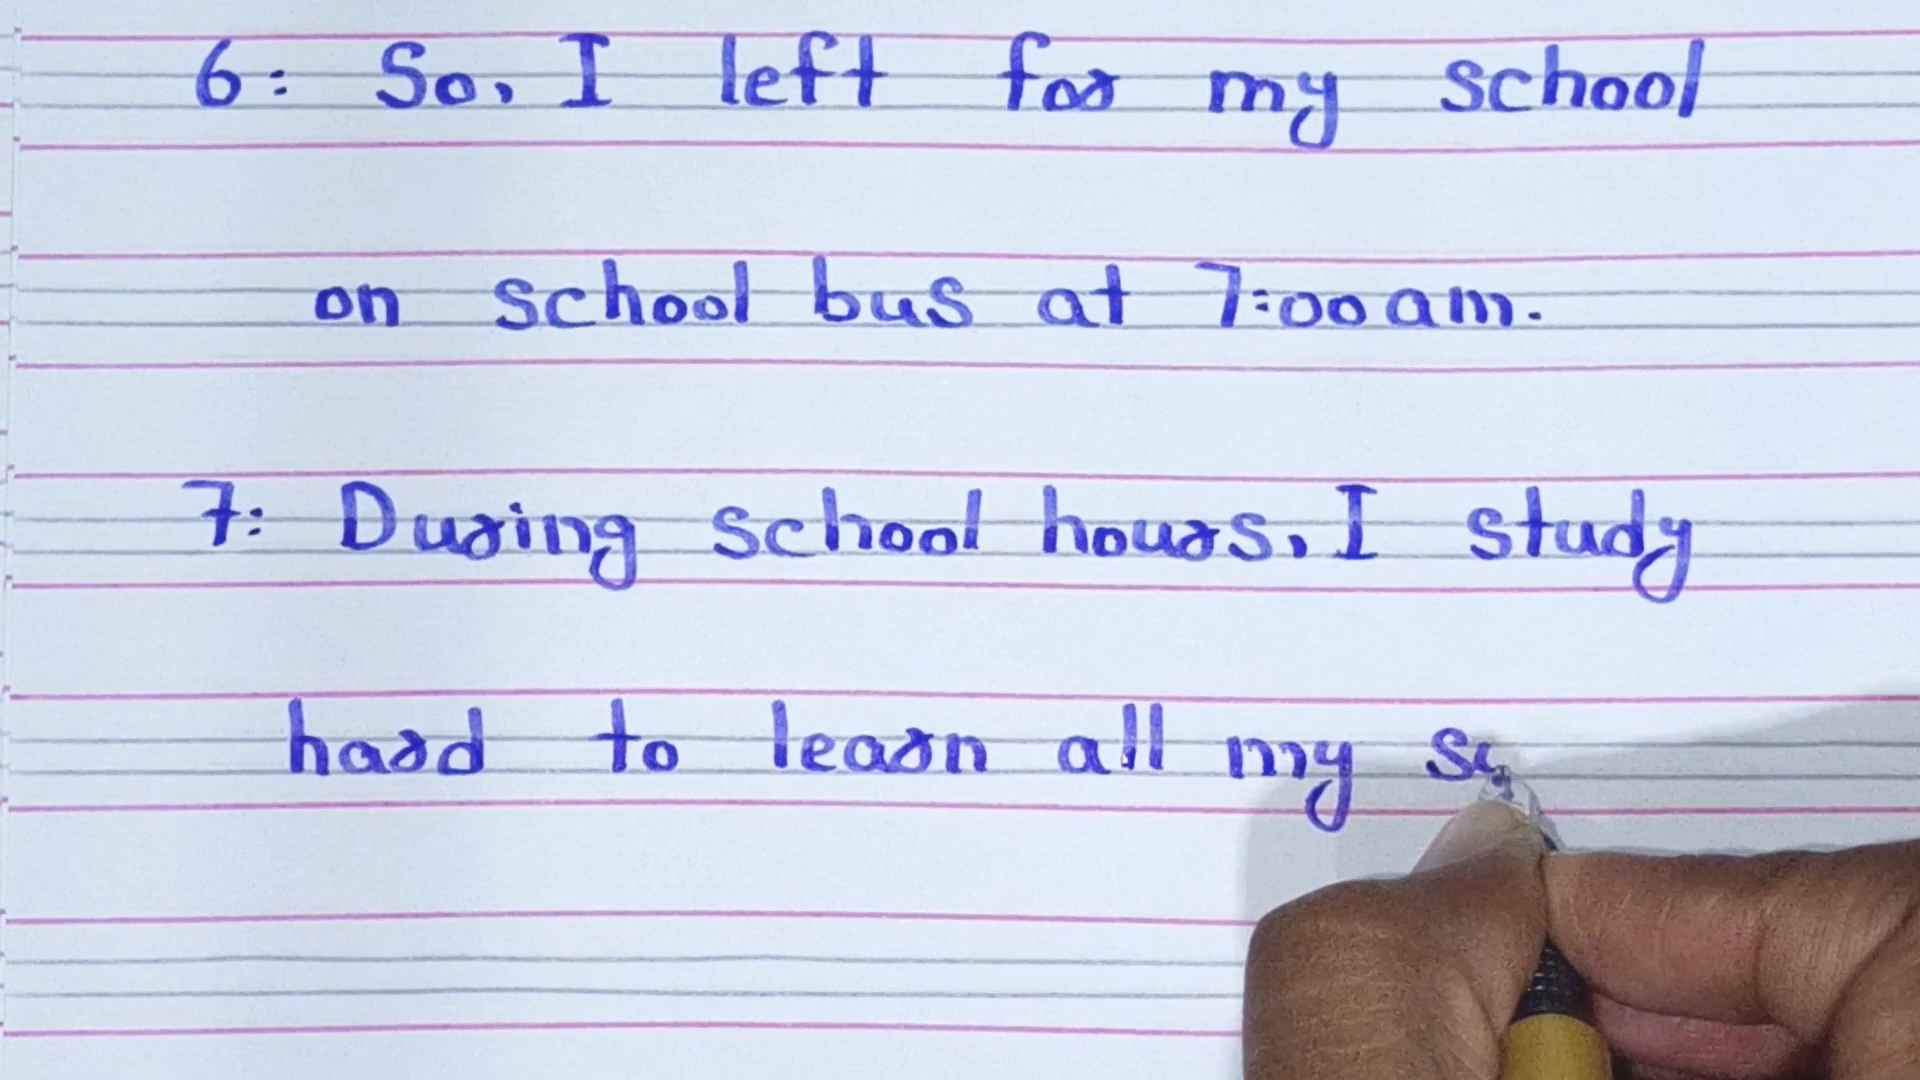 6: So, I left for my school
on school bus at 7:00 am.
7: During school hours, I study
hard to learn all my